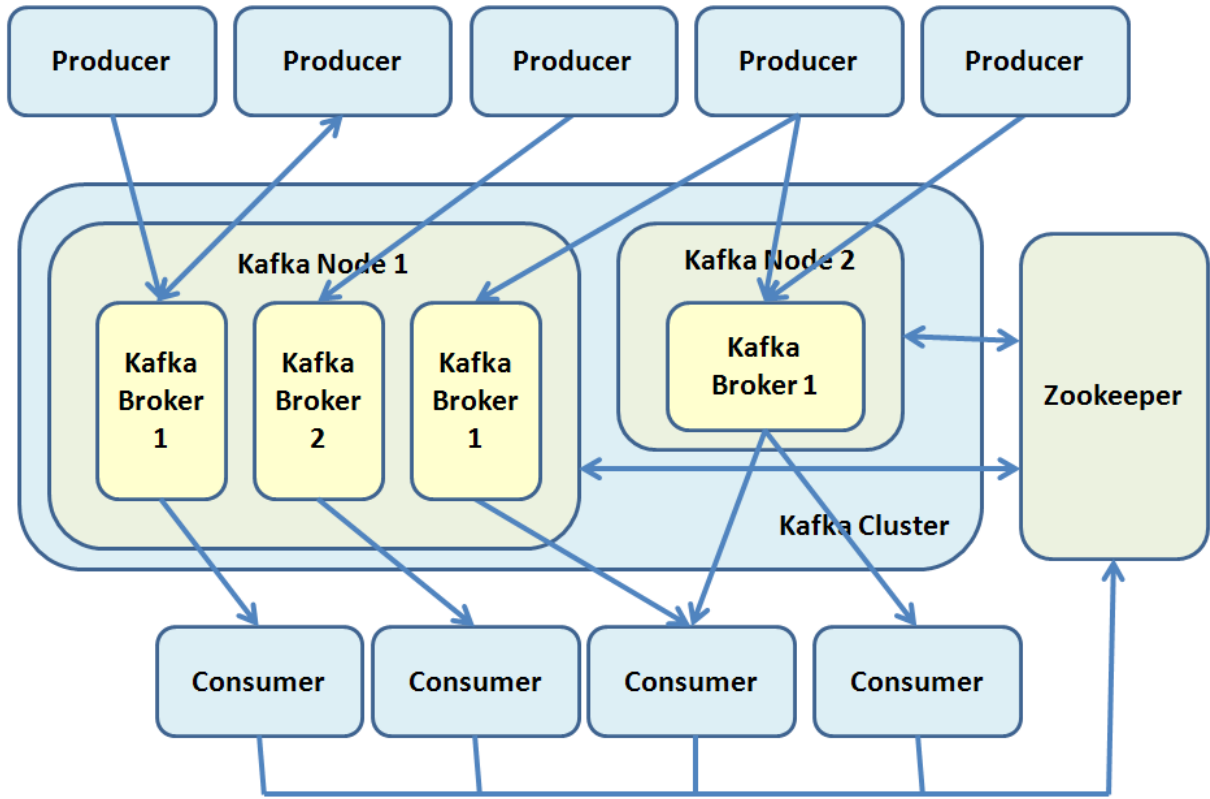 Producer
Producer
Producer
Producer
Producer
Kafka Node 1
Kafka Broker 1
Kafka Broker 2
Kafka Broker 1
Kafka Node 2
Kafka Broker 1
Zookeeper
Kafka Cluster
Consumer
Consumer
Consumer
Consumer